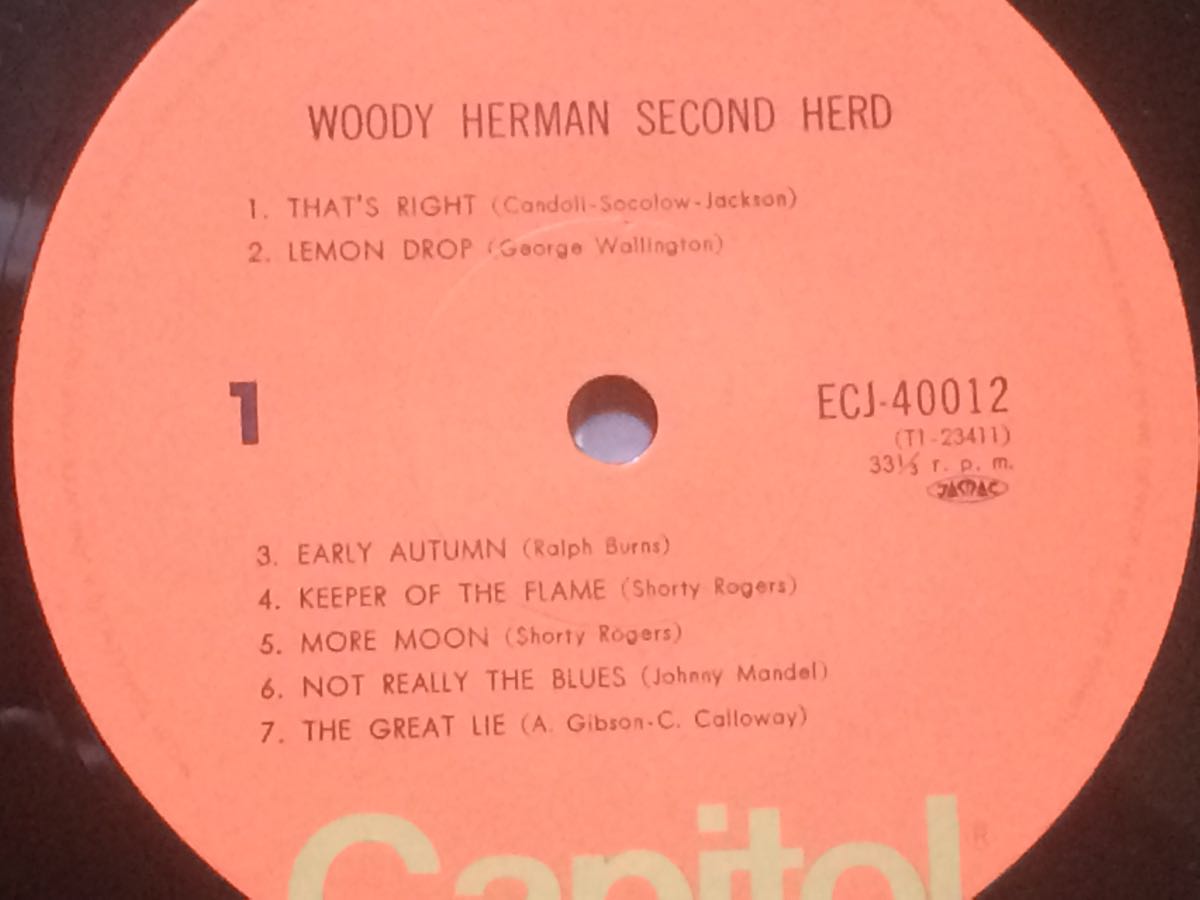 WOODY HERMAN SECOND HERD
1. THAT'S RIGHT (Candoli-Socolow-Jackson)
2. LEMON DROP (George Wallington)
1
ECJ-40012
(T1-23411)
33⅓ r. p. m.
3. EARLY AUTUMN (Ralph Burns)
4. KEEPER OF THE FLAME (Shorty Rogers)
5. MORE MOON (Shorty Rogers)
6. NOT REALLY THE BLUES (Johnny Mandel)
7. THE GREAT LIE (A. Gibson-C. Calloway)
Capitol®